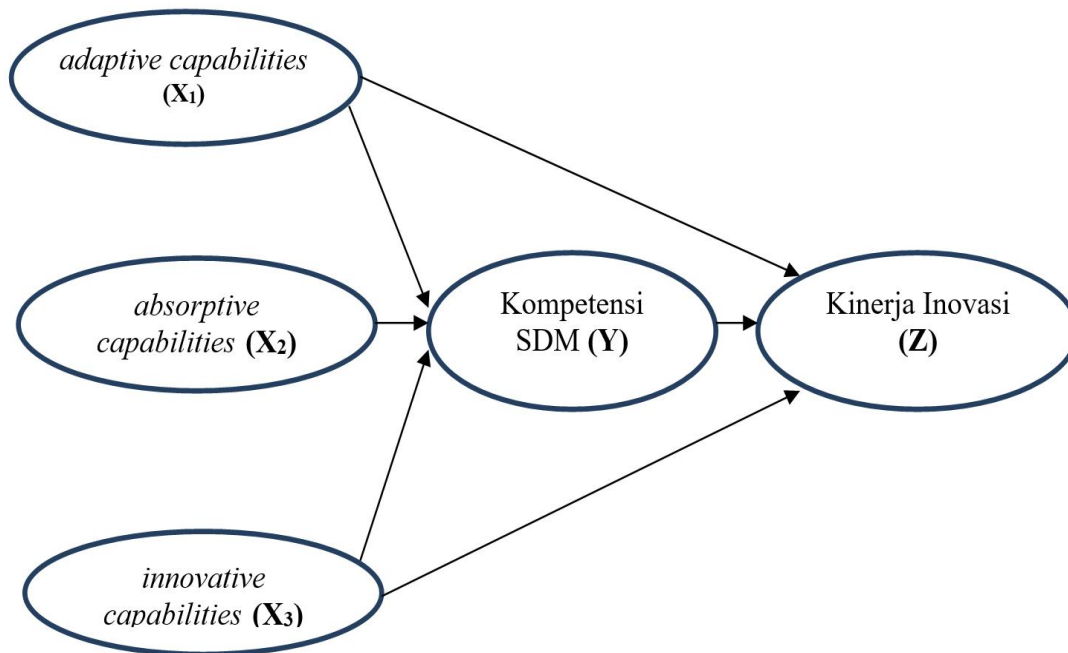 adaptive capabilities
(X₁)
absorptive
capabilities (X₂)
Kompetensi
SDM (Y)
Kinerja Inovasi
(Z)
innovative
capabilities (X₃)